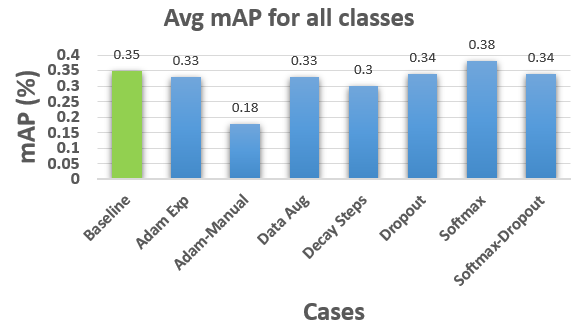 Avg mAP for all classes
mAP (%)
0.4
0.35
0.3
0.25
0.2
0.15
0.1
0.05
0
0.35
0.33
0.18
0.33
0.3
0.34
0.38
0.34
Baseline
Adam Exp
Adam-Manual
Data Aug
Decay Steps
Dropout
Softmax
Softmax-Dropout
Cases